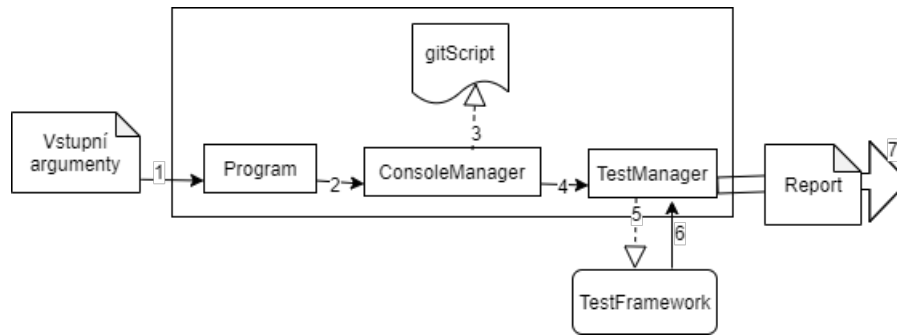 gitScript
Vstupní
argumenty
1
Program
2
ConsoleManager
3
4
TestManager
5
6
TestFramework
Report
7